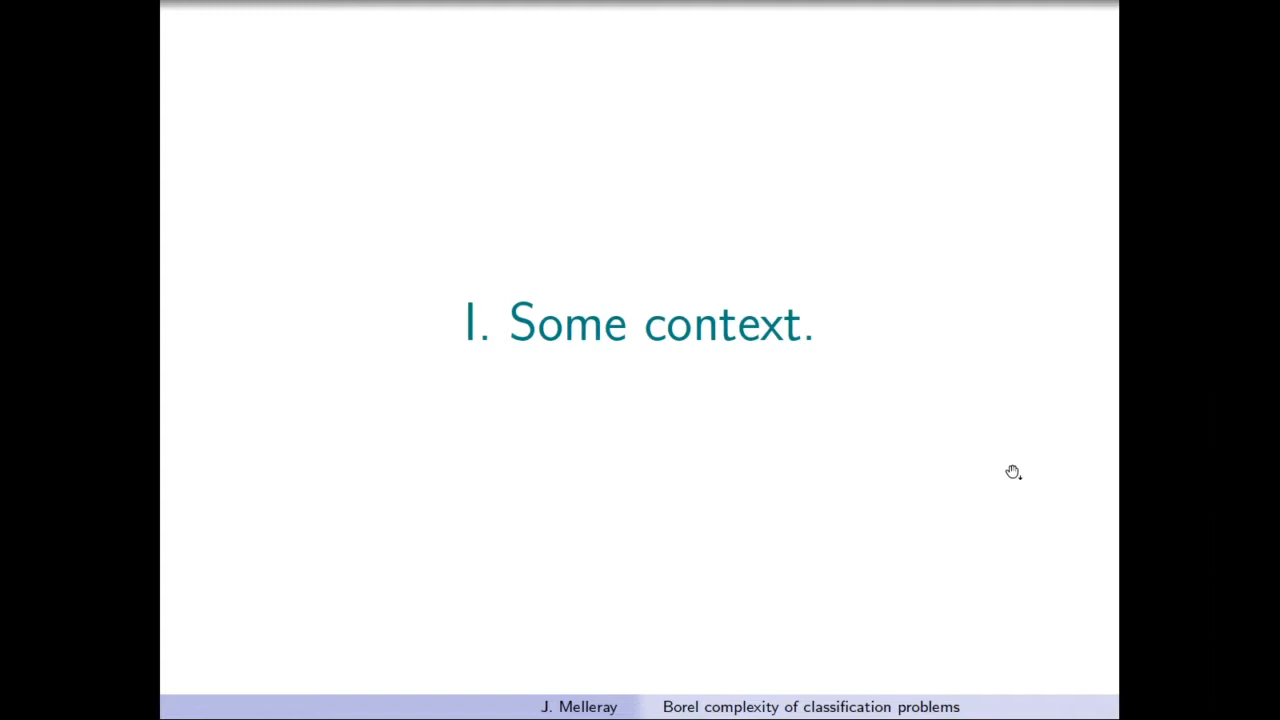 I. Some context.
J. Melleray Borel complexity of classification problems